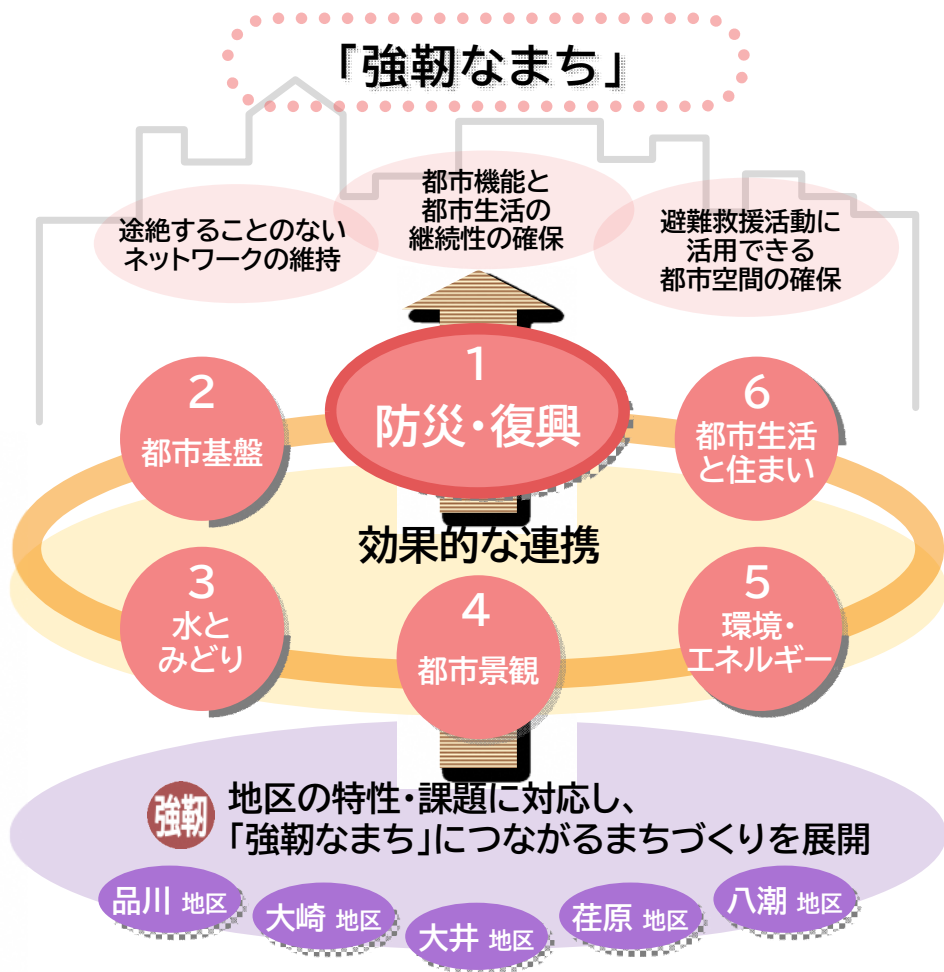 「強靭なまち」
途絶することのない
ネットワークの維持
都市機能と
都市生活の
継続性の確保
避難救援活動に
活用できる
都市空間の確保
1
防災・復興
2
都市基盤
6
都市生活
と住まい
効果的な連携
3
水と
みどり
4
都市景観
5
環境・
エネルギー
強靭
地区の特性・課題に対応し、
「強靭なまち」につながるまちづくりを展開
品川 地区
大崎 地区
大井 地区
荏原 地区
八潮 地区